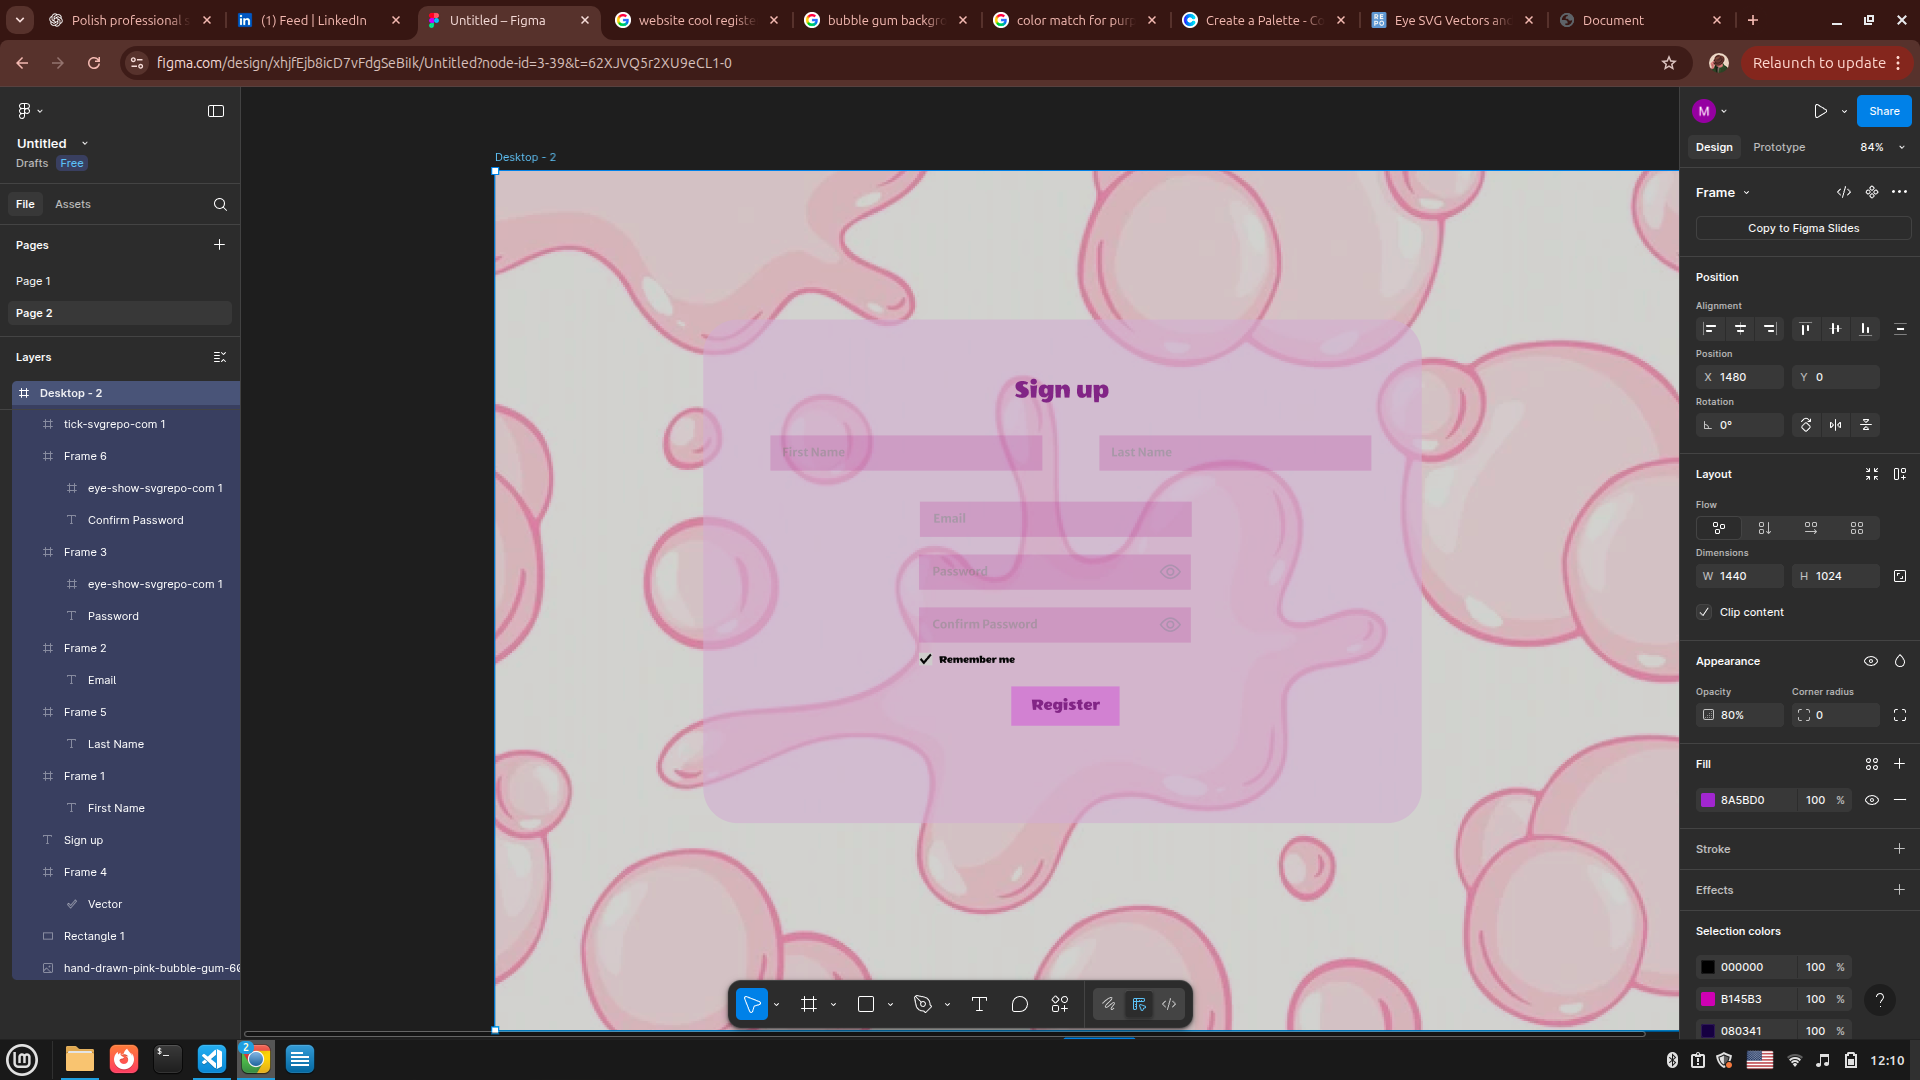 Polish professional s
(1) Feed | LinkedIn
Untitled – Figma
website cool registe
bubble gum backgro
color match for purp
Create a Palette - Co
Eye SVG Vectors and
Document
figma.com/design/xhjfEjb8icD7vFdgSeBiIk/Untitled?node-id=3-39&t=62XJVQ5r2XU9eCL1-0
Relaunch to update
Untitled
Drafts Free
File Assets
Pages
Page 1
Page 2
Layers
Desktop - 2
tick-svgrepo-com 1
Frame 6
eye-show-svgrepo-com 1
Confirm Password
Frame 3
eye-show-svgrepo-com 1
Password
Frame 2
Email
Frame 5
Last Name
Frame 1
First Name
Sign up
Frame 4
Vector
Rectangle 1
hand-drawn-pink-bubble-gum-60
Desktop - 2
Sign up
First Name Last Name
Email
Password
Confirm Password
Remember me
Register
M Share
Design Prototype 84%
Frame
Copy to Figma Slides
Position
Alignment
Position
X 1480 Y 0
Rotation
0°
Layout
Flow
Dimensions
W 1440 H 1024
Clip content
Appearance
Opacity Corner radius
80% 0
Fill
8A5BD0 100 %
Stroke
Effects
Selection colors
000000 100 %
B145B3 100 %
080341 100 %
?
2
12:10